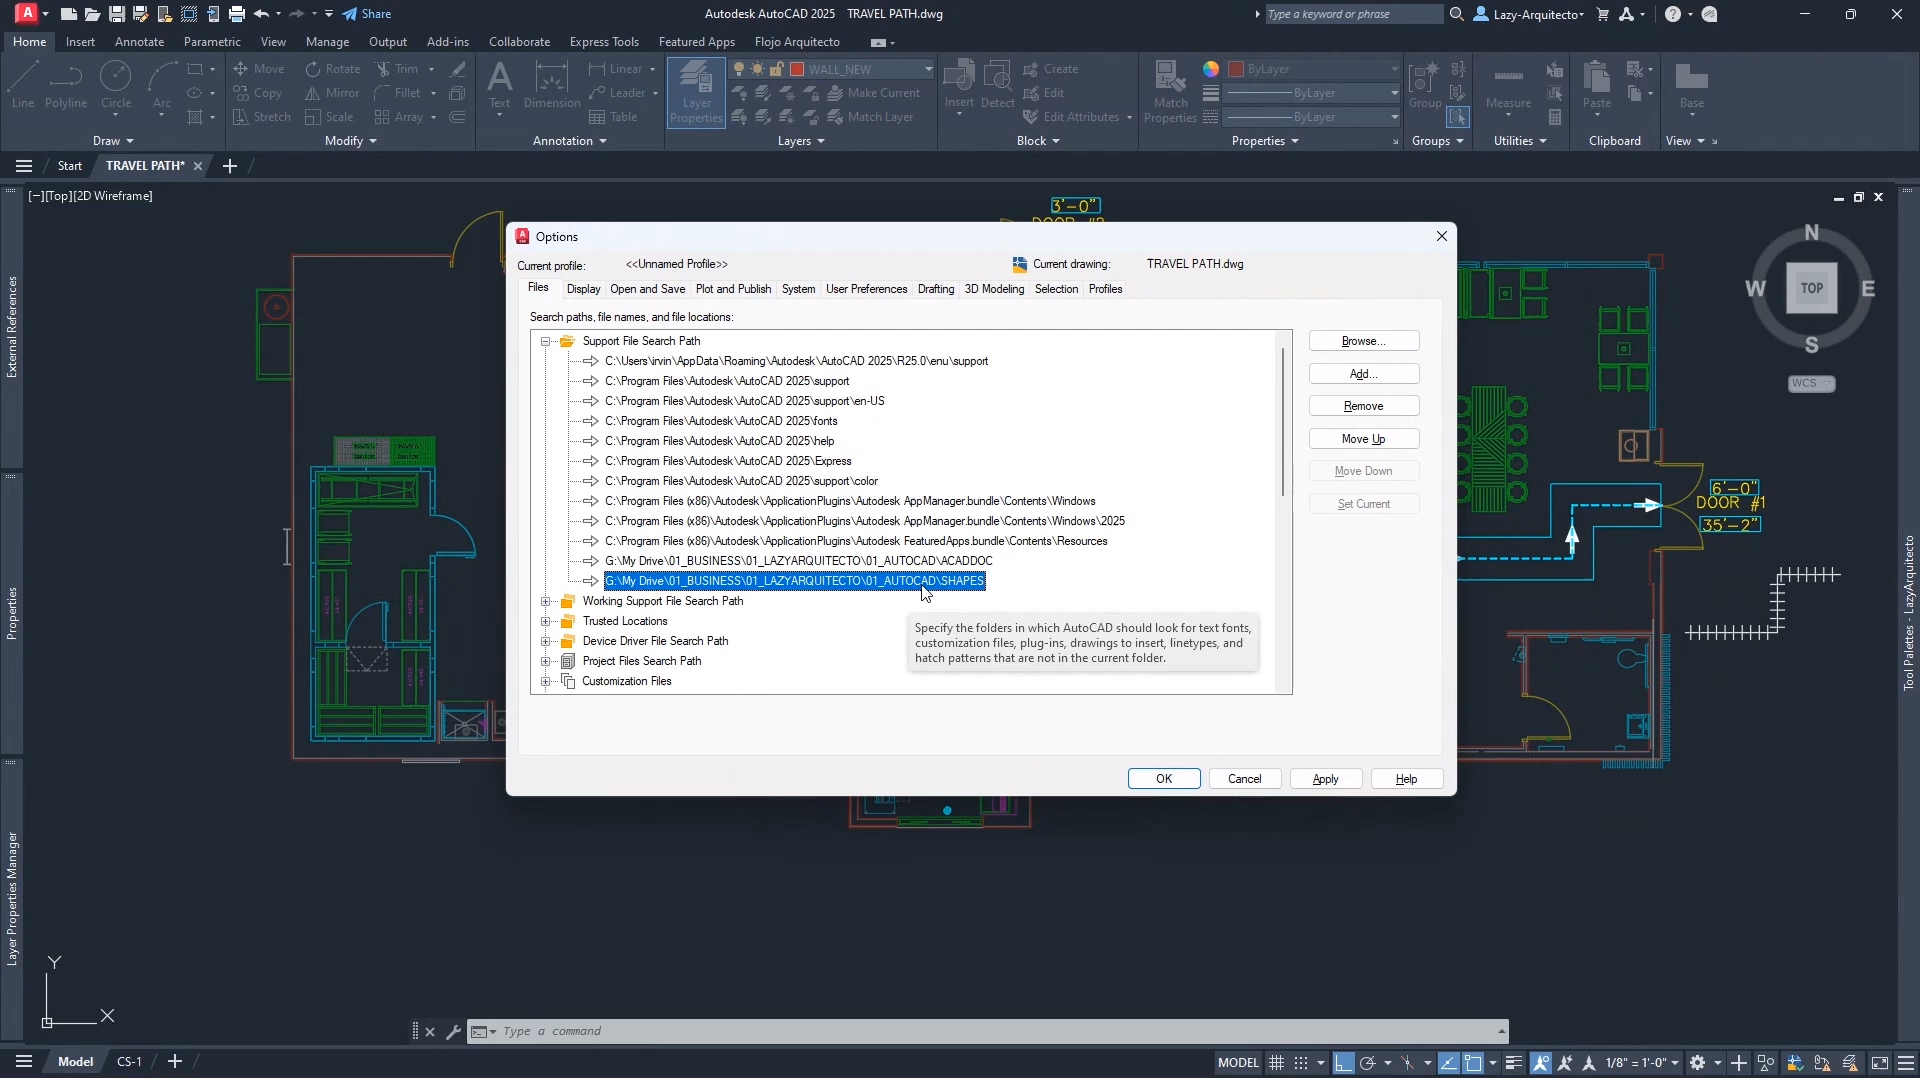 Share
Autodesk AutoCAD 2025 TRAVEL PATH.dwg
Type a keyword or phrase
Lazy-Arquitecto
Home Insert Annotate Parametric View Manage Output Add-ins Collaborate Express Tools Featured Apps Flojo Arquitecto
Line Polyline Circle Arc
Move Rotate Trim
Copy Mirror Fillet
Stretch Scale Array
Text Dimension
Linear
Leader
Table
Layer Properties
WALL_NEW
Make Current
Match Layer
Insert Detect
Create
Edit
Edit Attributes
Match Properties
ByLayer
ByLayer
ByLayer
Group
Measure
Paste
Base
Draw Modify Annotation Layers Block Properties Groups Utilities Clipboard View
Start TRAVEL PATH*
[−][Top][2D Wireframe]
3'-0"
N
W TOP E
S
WCS
External References
Properties
Layer Properties Manager
Tool Palettes - LazyArquitecto
Options
Current profile: <<Unnamed Profile>> Current drawing: TRAVEL PATH.dwg
Files Display Open and Save Plot and Publish System User Preferences Drafting 3D Modeling Selection Profiles
Search paths, file names, and file locations:
Support File Search Path
C:\Users\irvin\AppData\Roaming\Autodesk\AutoCAD 2025\R25.0\enu\support
C:\Program Files\Autodesk\AutoCAD 2025\support
C:\Program Files\Autodesk\AutoCAD 2025\support\en-US
C:\Program Files\Autodesk\AutoCAD 2025\fonts
C:\Program Files\Autodesk\AutoCAD 2025\help
C:\Program Files\Autodesk\AutoCAD 2025\Express
C:\Program Files\Autodesk\AutoCAD 2025\support\color
C:\Program Files (x86)\Autodesk\ApplicationPlugins\Autodesk AppManager.bundle\Contents\Windows
C:\Program Files (x86)\Autodesk\ApplicationPlugins\Autodesk AppManager.bundle\Contents\Windows\2025
C:\Program Files (x86)\Autodesk\ApplicationPlugins\Autodesk FeaturedApps.bundle\Contents\Resources
G:\My Drive\01_BUSINESS\01_LAZYARQUITECTO\01_AUTOCAD\ACADDOC
G:\My Drive\01_BUSINESS\01_LAZYARQUITECTO\01_AUTOCAD\SHAPES
Working Support File Search Path
Trusted Locations
Device Driver File Search Path
Project Files Search Path
Customization Files
Specify the folders in which AutoCAD should look for text fonts,
customization files, plug-ins, drawings to insert, linetypes, and
hatch patterns that are not in the current folder.
Browse...
Add...
Remove
Move Up
Move Down
Set Current
OK Cancel Apply Help
6'-0"
DOOR #1
35'-2"
Y
X
Type a command
Model CS-1
MODEL
1/8" = 1'-0"